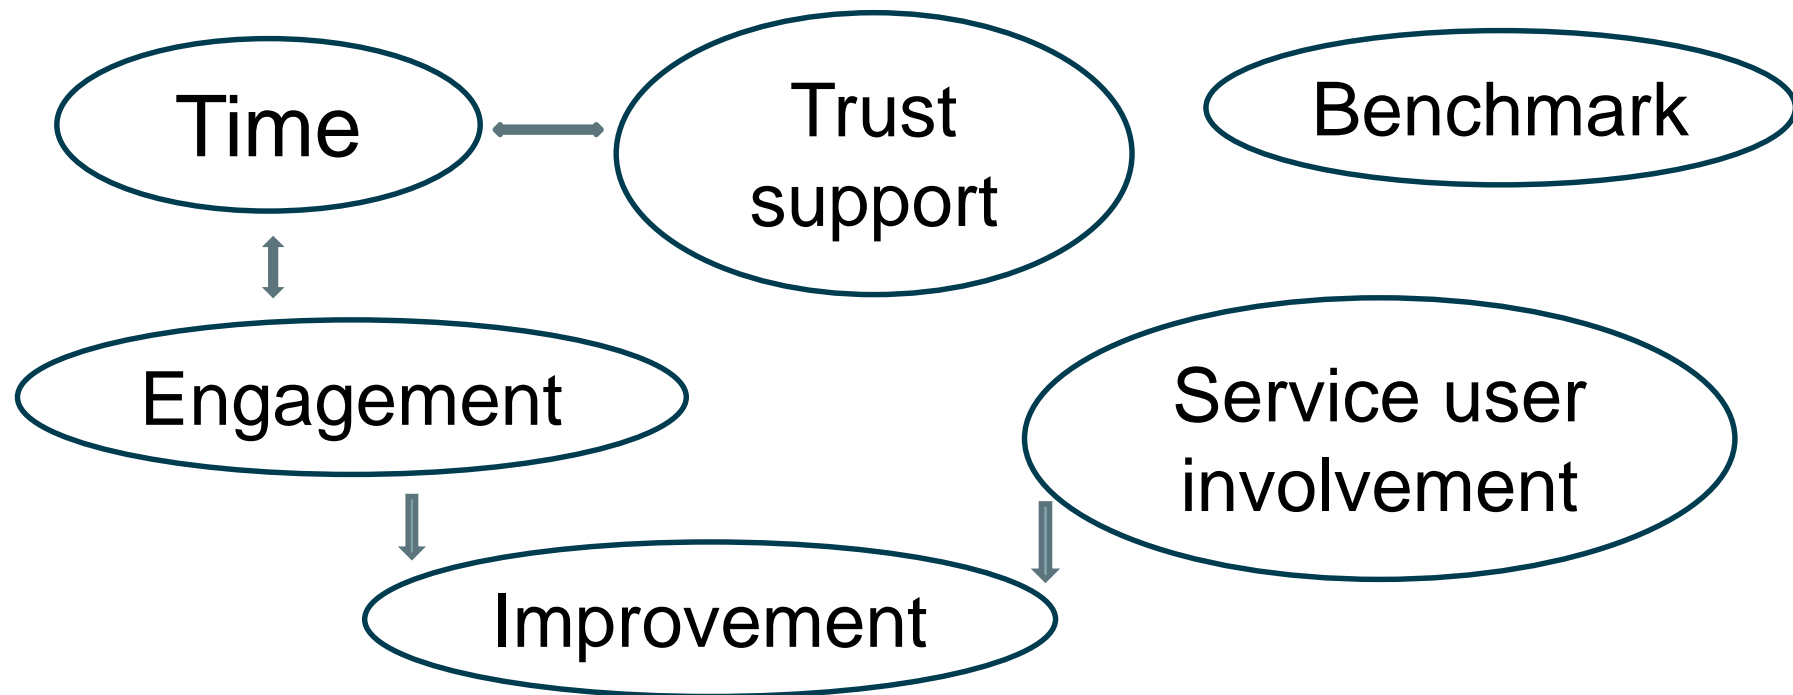 Time
Trust
support
Benchmark
Engagement
Service user
involvement
Improvement